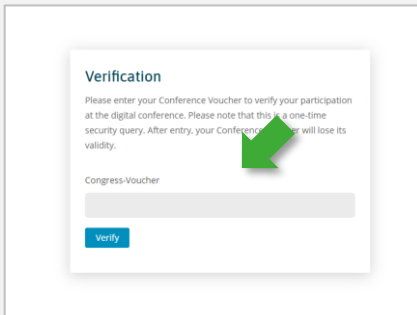 Verification
Please enter your Conference Voucher to verify your participation
at the digital conference. Please note that this is a one-time
security query. After entry, your Conference will lose its
validity.
Congress-Voucher
Verify